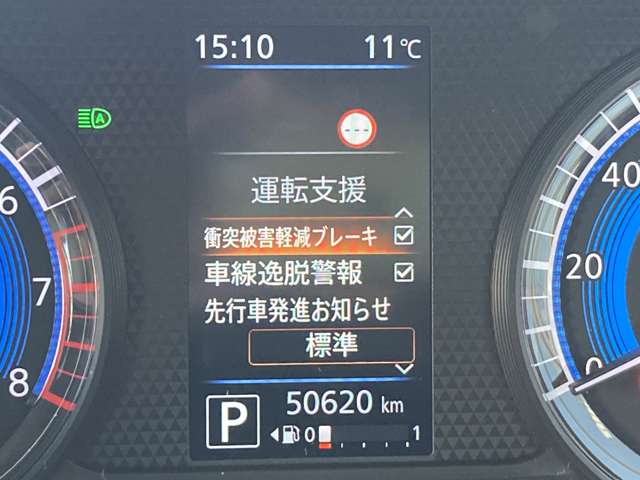 15:10 11℃
A
---
運転支援
衝突被害軽減ブレーキ
車線逸脱警報
先行車発進お知らせ
標準
P 50620 km
0 1
6
7
8
40
20
0